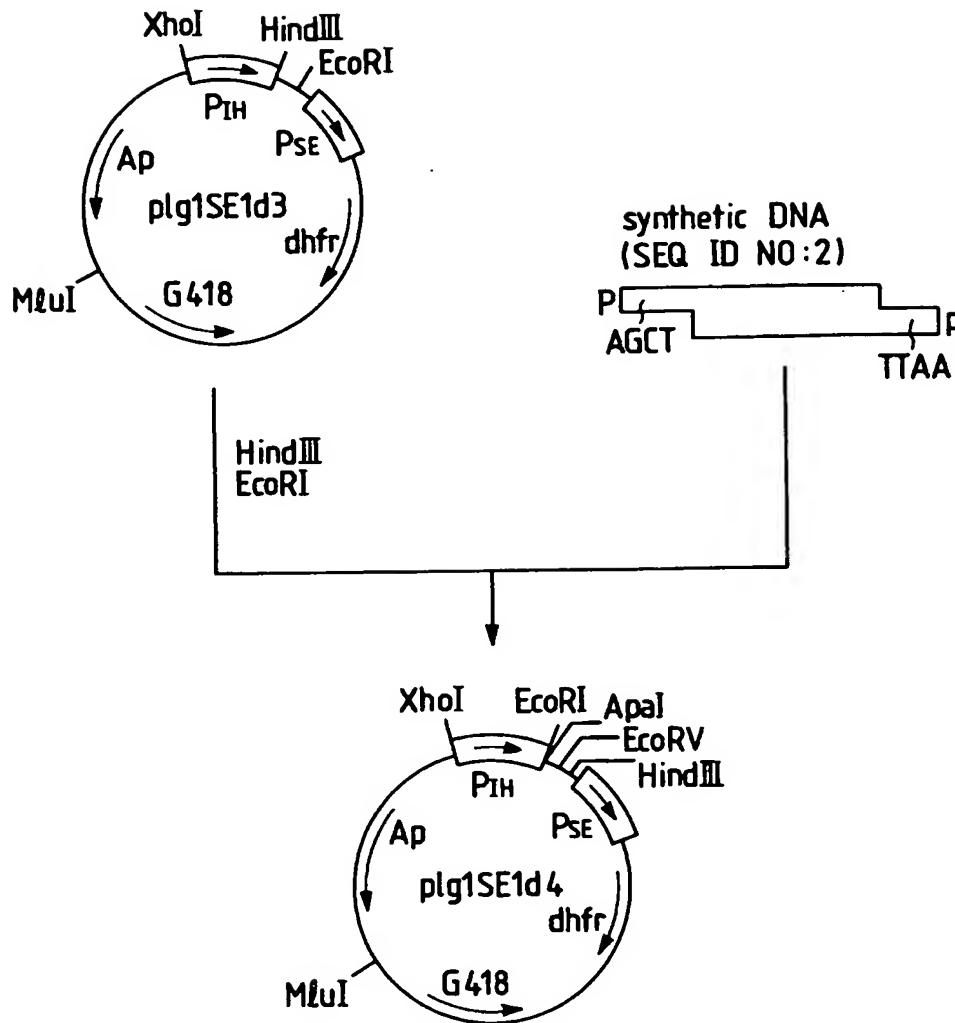 XhoI
HindIII
EcoRI
PIH
PSE
Ap
plg1SE1d3
dhfr
MluI
G418
synthetic DNA
(SEQ ID NO:2)
P
P
AGCT
TTAA
HindIII
EcoRI
XhoI
EcoRI
ApaI
EcoRV
HindIII
PIH
PSE
Ap
plg1SE1d4
dhfr
MluI
G418